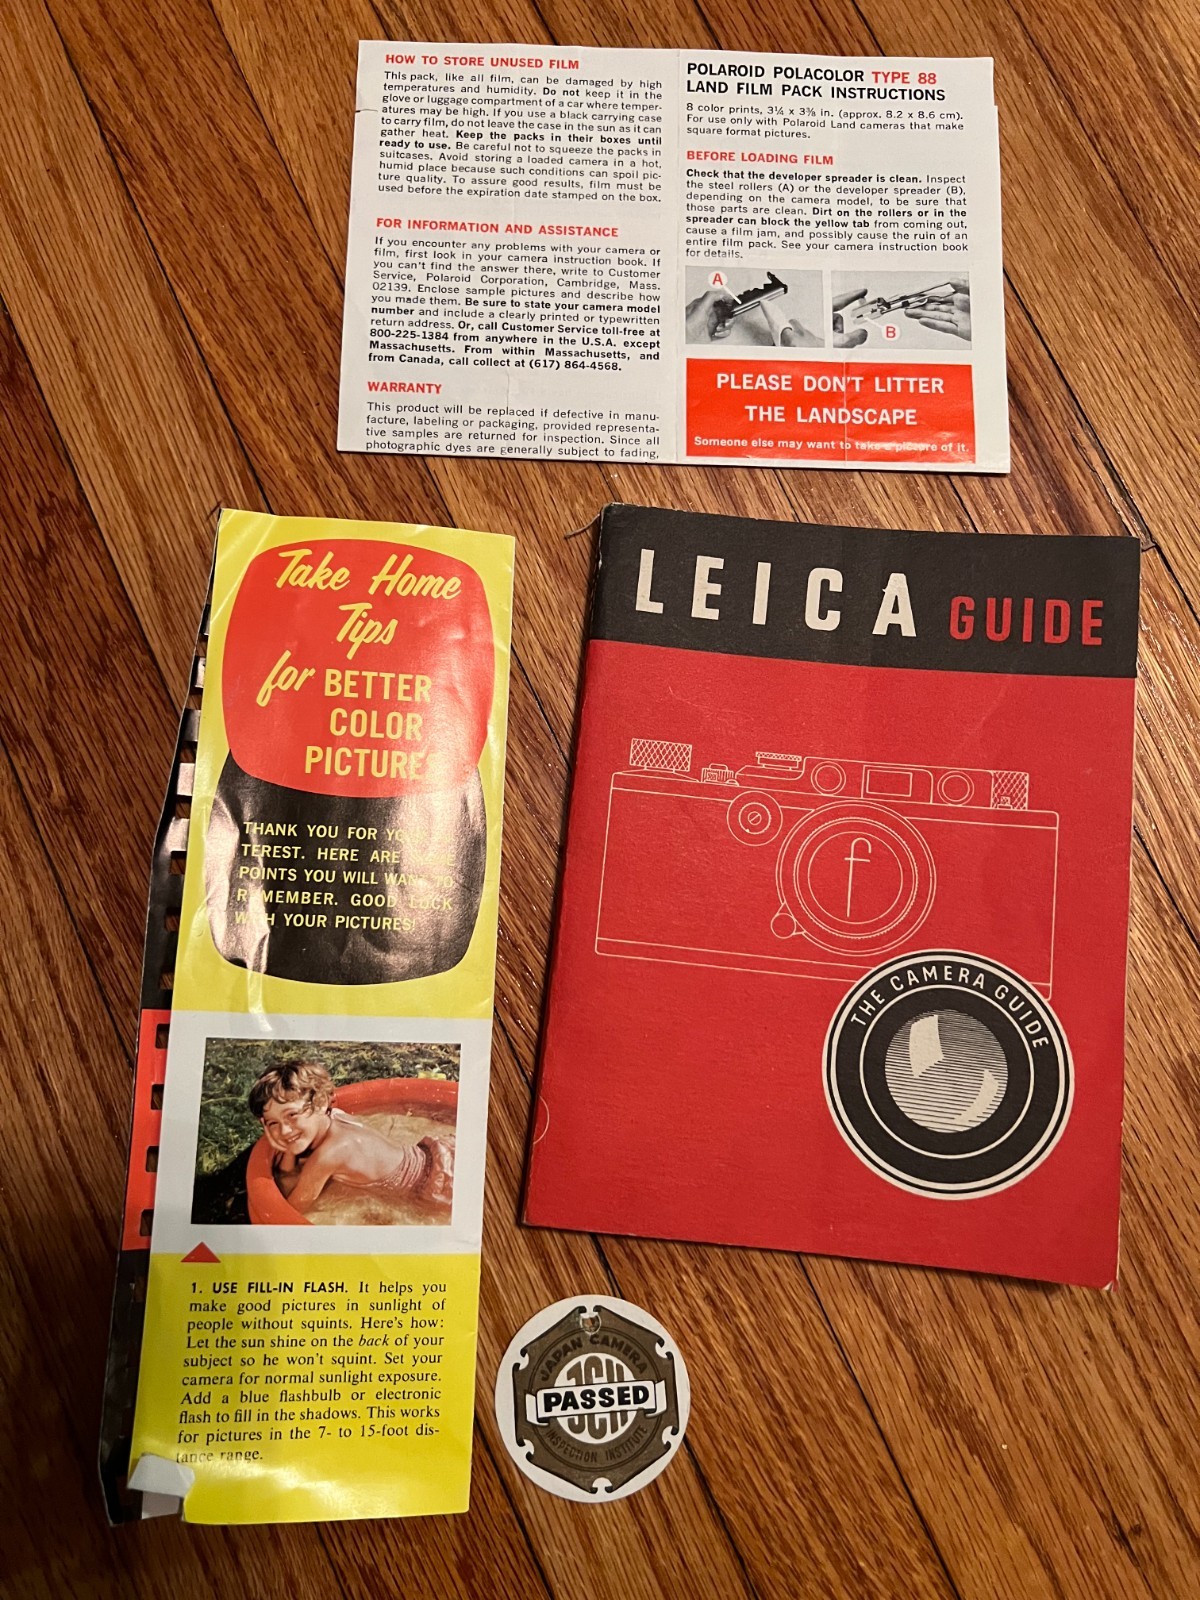 HOW TO STORE UNUSED FILM
This pack, like all film, can be damaged by high
temperatures and humidity. Do not keep it in the
glove or luggage compartment of a car where temper-
atures may be high. If you use a black carrying case
to carry film, do not leave the case in the sun as it can
gather heat. Keep the packs in their boxes until
ready to use. Be careful not to squeeze the packs in
suitcases. Avoid storing a loaded camera in a hot,
humid place because such conditions can spoil pic-
ture quality. To assure good results, film must be
used before the expiration date stamped on the box.
FOR INFORMATION AND ASSISTANCE
If you encounter any problems with your camera or
film, first look in your camera instruction book. If
you can't find the answer there, write to Customer
Service, Polaroid Corporation, Cambridge, Mass.
02139. Enclose sample pictures and describe how
you made them. Be sure to state your camera model
number and include a clearly printed or typewritten
return address. Or, call Customer Service toll-free at
800-225-1384 from anywhere in the U.S.A. except
Massachusetts. From within Massachusetts, and
from Canada, call collect at (617) 864-4568.
WARRANTY
This product will be replaced if defective in manu-
facture, labeling or packaging, provided representa-
tive samples are returned for inspection. Since all
photographic dyes are generally subject to fading,
POLAROID POLACOLOR TYPE 88
LAND FILM PACK INSTRUCTIONS
8 color prints, 3¼ x 3⅜ in. (approx. 8.2 x 8.6 cm).
For use only with Polaroid Land cameras that make
square format pictures.
BEFORE LOADING FILM
Check that the developer spreader is clean. Inspect
the steel rollers (A) or the developer spreader (B),
depending on the camera model, to be sure that
those parts are clean. Dirt on the rollers or in the
spreader can block the yellow tab from coming out,
cause a film jam, and possibly cause the ruin of an
entire film pack. See your camera instruction book
for details.
A
B
PLEASE DON'T LITTER
THE LANDSCAPE
Someone else may want to take a picture of it.
Take Home
Tips
for BETTER
COLOR
PICTURES
THANK YOU FOR
TEREST. HERE ARE
POINTS YOU WILL WANT TO
REMEMBER. GOOD LUCK
WITH YOUR PICTURES!
1. USE FILL-IN FLASH. It helps you
make good pictures in sunlight of
people without squints. Here's how:
Let the sun shine on the back of your
subject so he won't squint. Set your
camera for normal sunlight exposure.
Add a blue flashbulb or electronic
flash to fill in the shadows. This works
for pictures in the 7- to 15-foot dis-
tance range.
LEICA GUIDE
f
THE CAMERA GUIDE
JAPAN CAMERA
JCII
PASSED
INSPECTION INSTITUTE